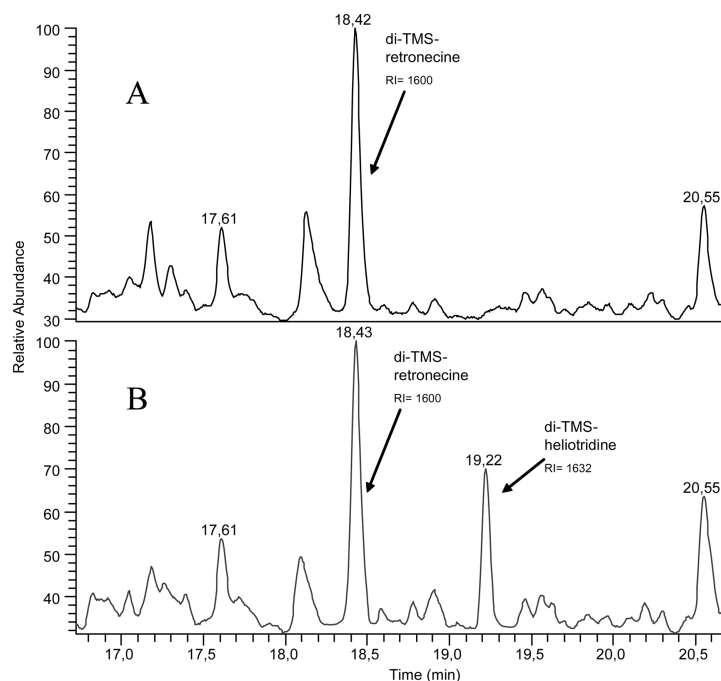 18,42
100
di-TMS-
retronecine
RI= 1600
A
90
80
70
60
20,55
17,61
50
40
30
Relative Abundance
18,43
100
di-TMS-
retronecine
RI= 1600
B
90
di-TMS-
heliotridine
RI= 1632
80
19,22
70
20,55
60
17,61
50
40
17,0 17,5 18,0 18,5 19,0 19,5 20,0 20,5
Time (min)